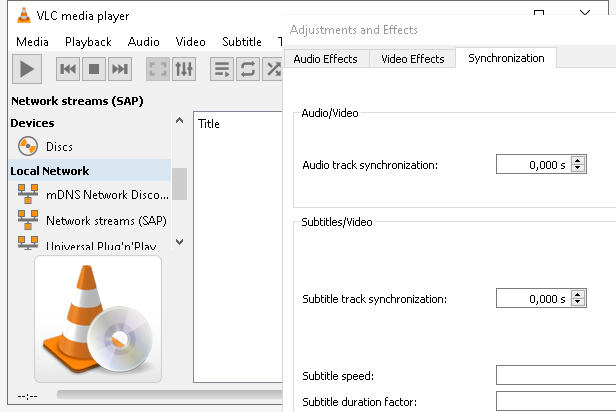 VLC media player
Media Playback Audio Video Subtitle
Network streams (SAP)
Devices
Discs
Local Network
mDNS Network Disco...
Network streams (SAP)
Universal Plug'n'Play
--:--
Title
Adjustments and Effects
Audio Effects Video Effects Synchronization
Audio/Video
Audio track synchronization: 0,000 s
Subtitles/Video
Subtitle track synchronization: 0,000 s
Subtitle speed:
Subtitle duration factor: